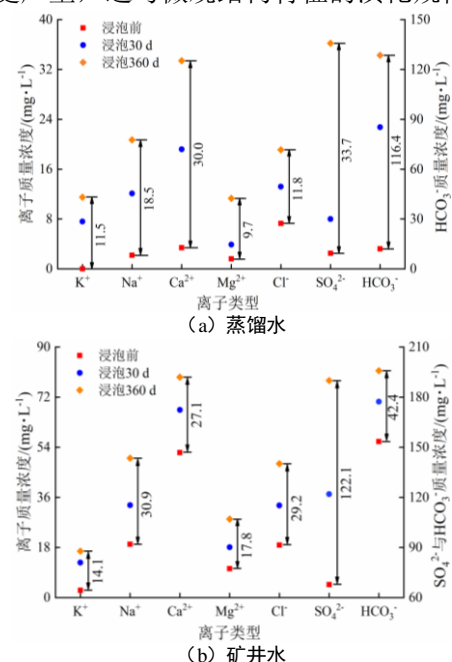 浸泡前
浸泡30 d
浸泡360 d
离子质量浓度/(mg·L-1)
40
32
24
16
8
0
150
120
90
60
30
0
HCO3-质量浓度/(mg·L-1)
11.5
18.5
30.0
9.7
11.8
33.7
116.4
K+ Na+ Ca2+ Mg2+ Cl- SO42- HCO3-
离子类型
(a) 蒸馏水
浸泡前
浸泡30 d
浸泡360 d
离子质量浓度/(mg·L-1)
90
72
54
36
18
0
210
180
150
120
90
60
SO42-与HCO3-质量浓度/(mg·L-1)
14.1
30.9
27.1
17.8
29.2
122.1
42.4
K+ Na+ Ca2+ Mg2+ Cl- SO42- HCO3-
离子类型
(b) 矿井水